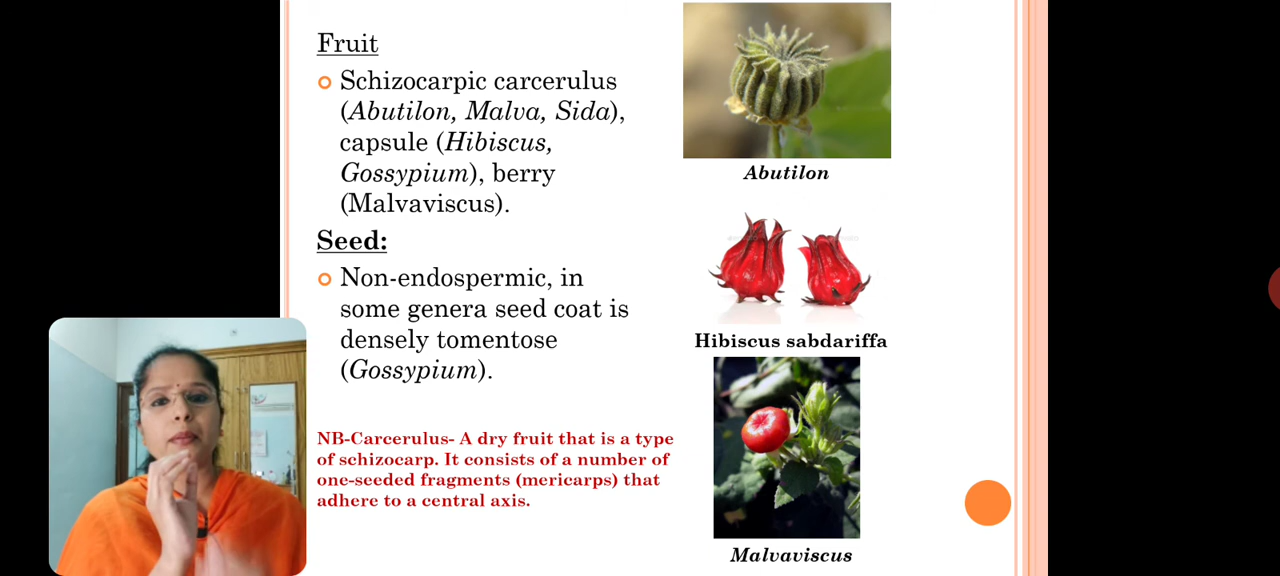 Fruit
Schizocarpic carcerulus
(Abutilon, Malva, Sida),
capsule (Hibiscus,
Gossypium), berry
(Malvaviscus).
Seed:
Non-endospermic, in
some genera seed coat is
densely tomentose
(Gossypium).
NB-Carcerulus- A dry fruit that is a type
of schizocarp. It consists of a number of
one-seeded fragments (mericarps) that
adhere to a central axis.
Abutilon
Hibiscus sabdariffa
Malvaviscus